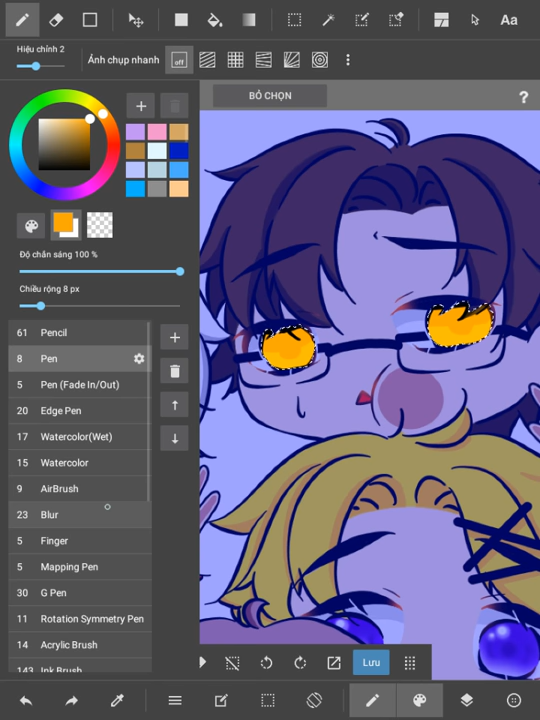 Aa
Hiệu chỉnh 2
Ảnh chụp nhanh
off
BỎ CHỌN
?
Độ chắn sáng 100 %
Chiều rộng 8 px
61 Pencil
8 Pen
5 Pen (Fade In/Out)
20 Edge Pen
17 Watercolor(Wet)
15 Watercolor
9 AirBrush
23 Blur
5 Finger
5 Mapping Pen
30 G Pen
11 Rotation Symmetry Pen
14 Acrylic Brush
143 Ink Brush
Lưu